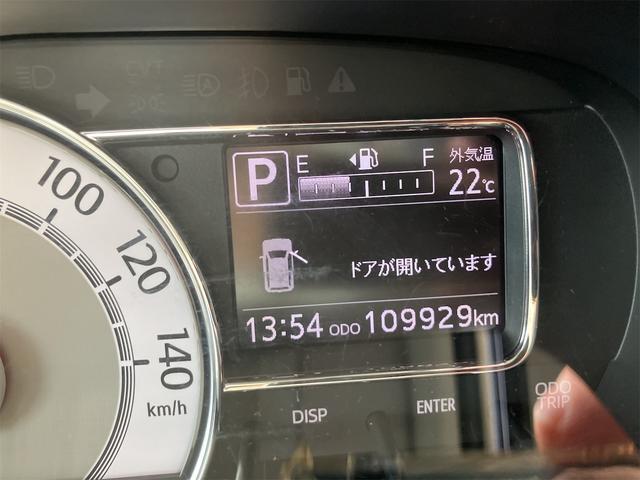 CVT
P E F 外気温
22℃
ドアが開いています
13:54 ODO 109929km
100
120
140
km/h
DISP ENTER ODO
TRIP